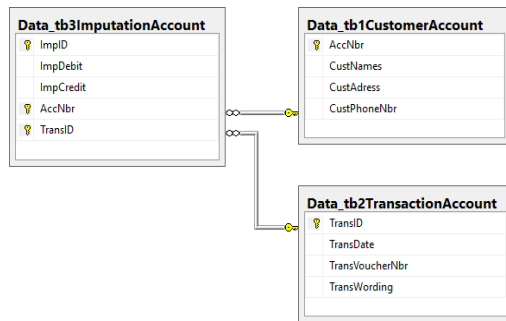 Data_tb3ImputationAccount
ImpID
ImpDebit
ImpCredit
AccNbr
TransID
Data_tb1CustomerAccount
AccNbr
CustNames
CustAdress
CustPhoneNbr
Data_tb2TransactionAccount
TransID
TransDate
TransVoucherNbr
TransWording